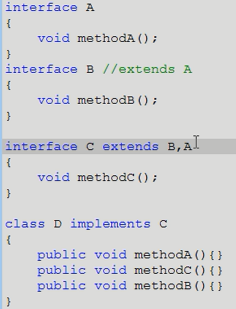 interface A
{
    void methodA();
}
interface B //extends A
{
    void methodB();
}

interface C extends B,A
{
    void methodC();
}

class D implements C
{
    public void methodA(){}
    public void methodC(){}
    public void methodB(){}
}